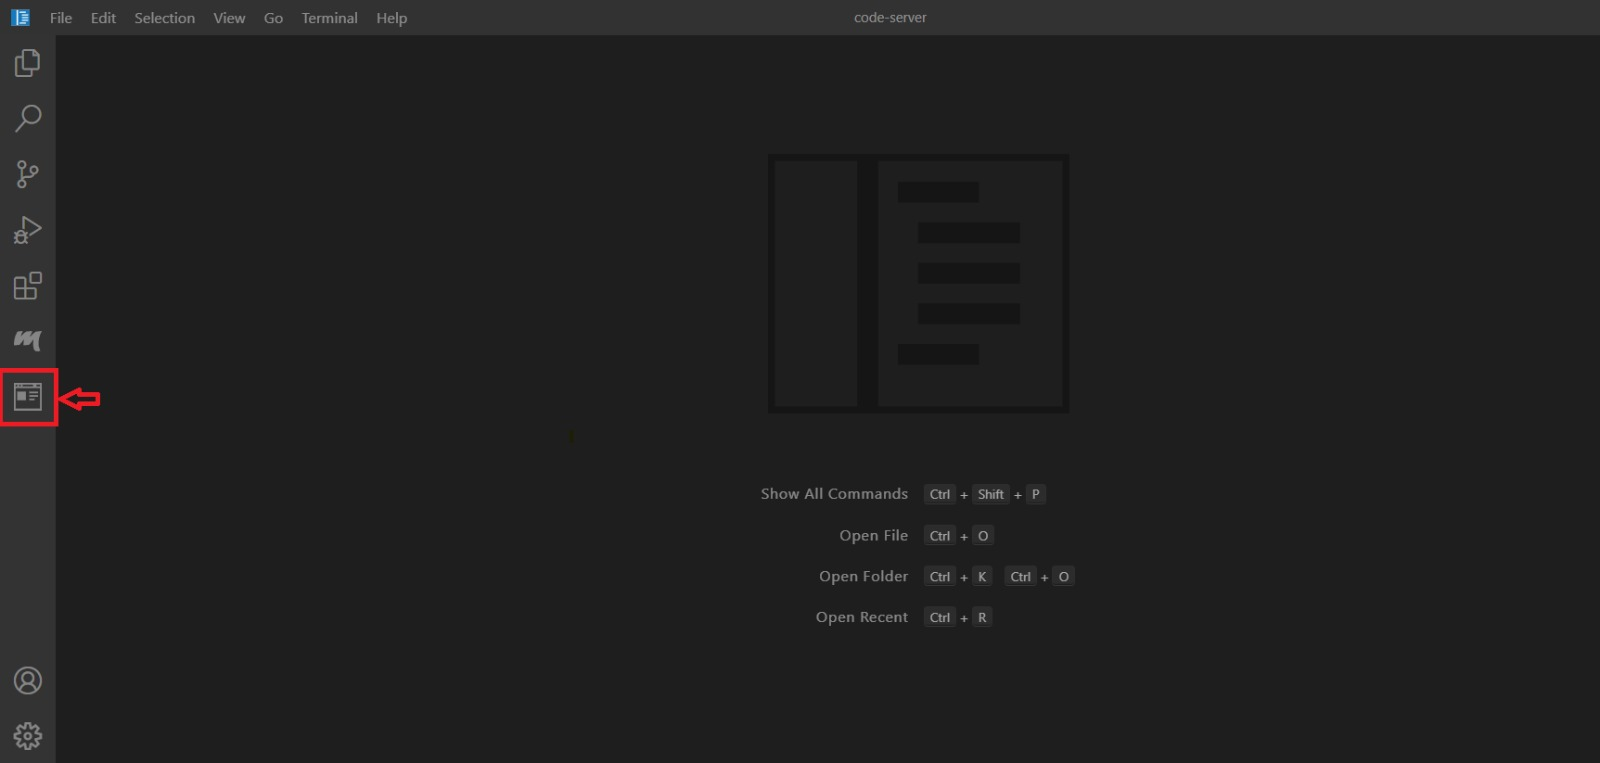 File Edit Selection View Go Terminal Help code-server
Show All Commands Ctrl + Shift + P
Open File Ctrl + O
Open Folder Ctrl + K Ctrl + O
Open Recent Ctrl + R